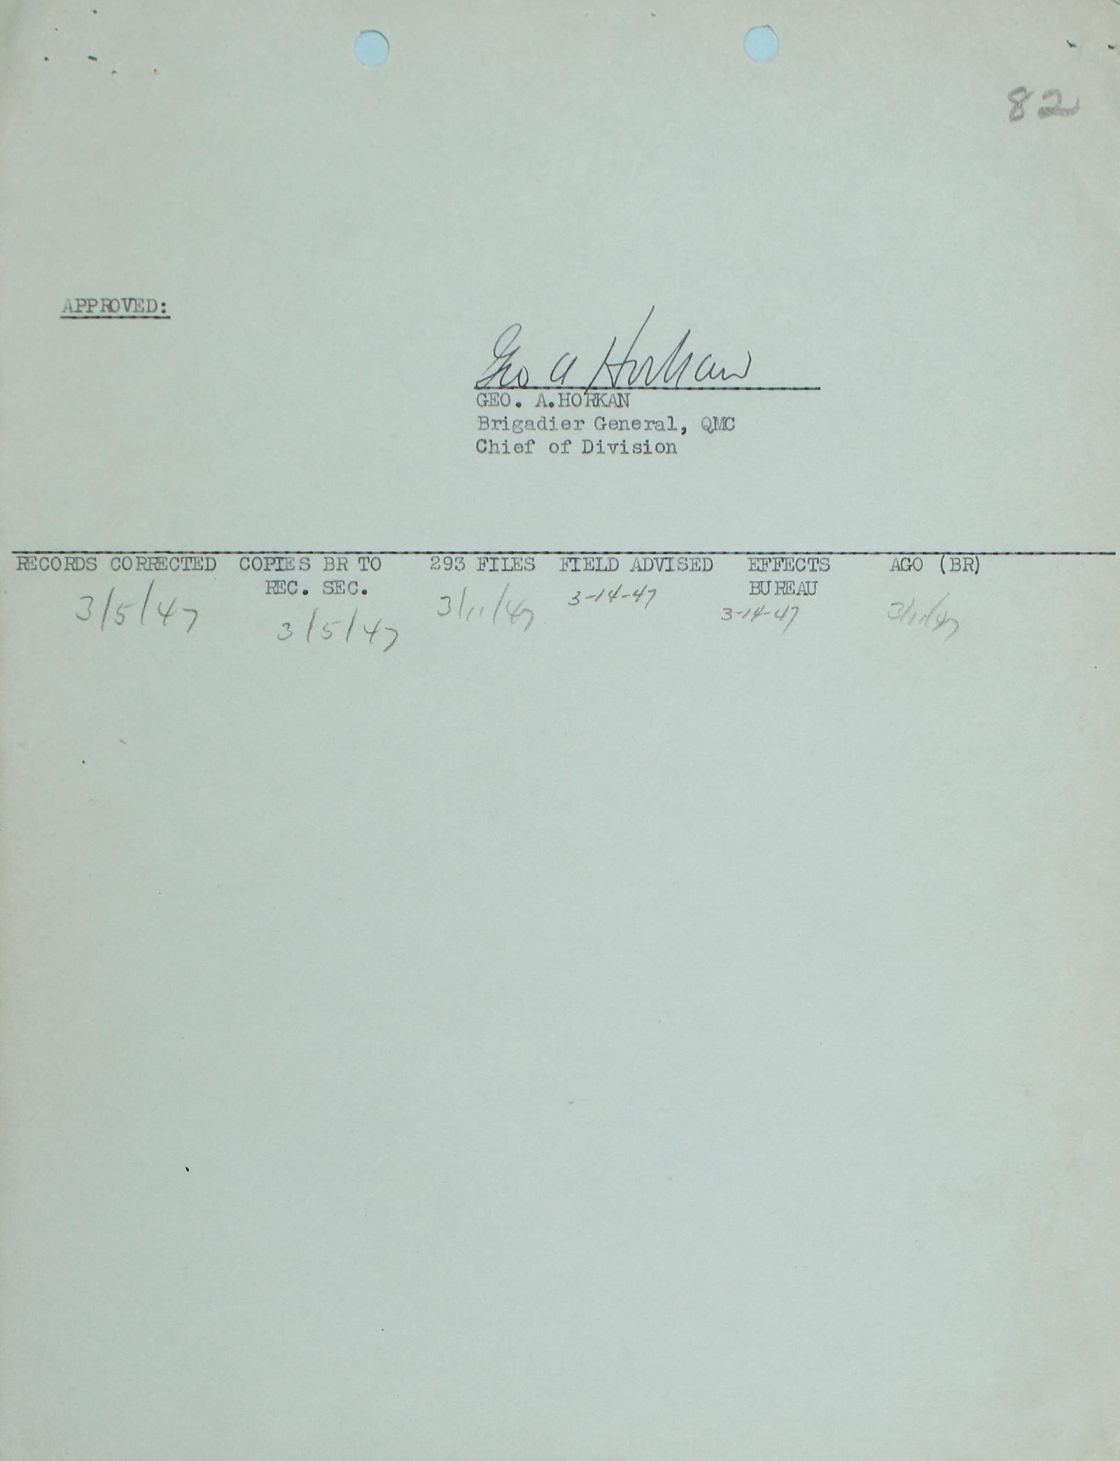 82
APPROVED:
Geo A Horkan
GEO. A.HORKAN
Brigadier General, QMC
Chief of Division
RECORDS CORRECTED COPIES BR TO 293 FILES FIELD ADVISED EFFECTS AGO (BR)
REC. SEC. BUREAU
3/5/47 3/5/47 3/11/47 3-14-47 3-14-47 3/11/47